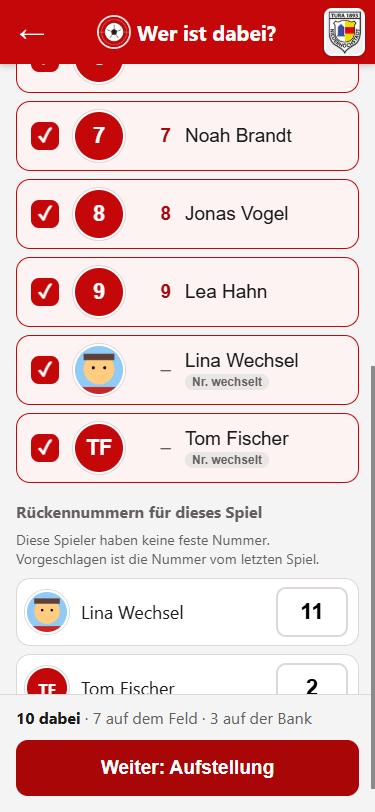 ←
Wer ist dabei?
TURA 1893
7 7 Noah Brandt
8 8 Jonas Vogel
9 9 Lea Hahn
– Lina Wechsel
Nr. wechselt
TF – Tom Fischer
Nr. wechselt
Rückennummern für dieses Spiel
Diese Spieler haben keine feste Nummer.
Vorgeschlagen ist die Nummer vom letzten Spiel.
Lina Wechsel 11
TF Tom Fischer 2
10 dabei · 7 auf dem Feld · 3 auf der Bank
Weiter: Aufstellung